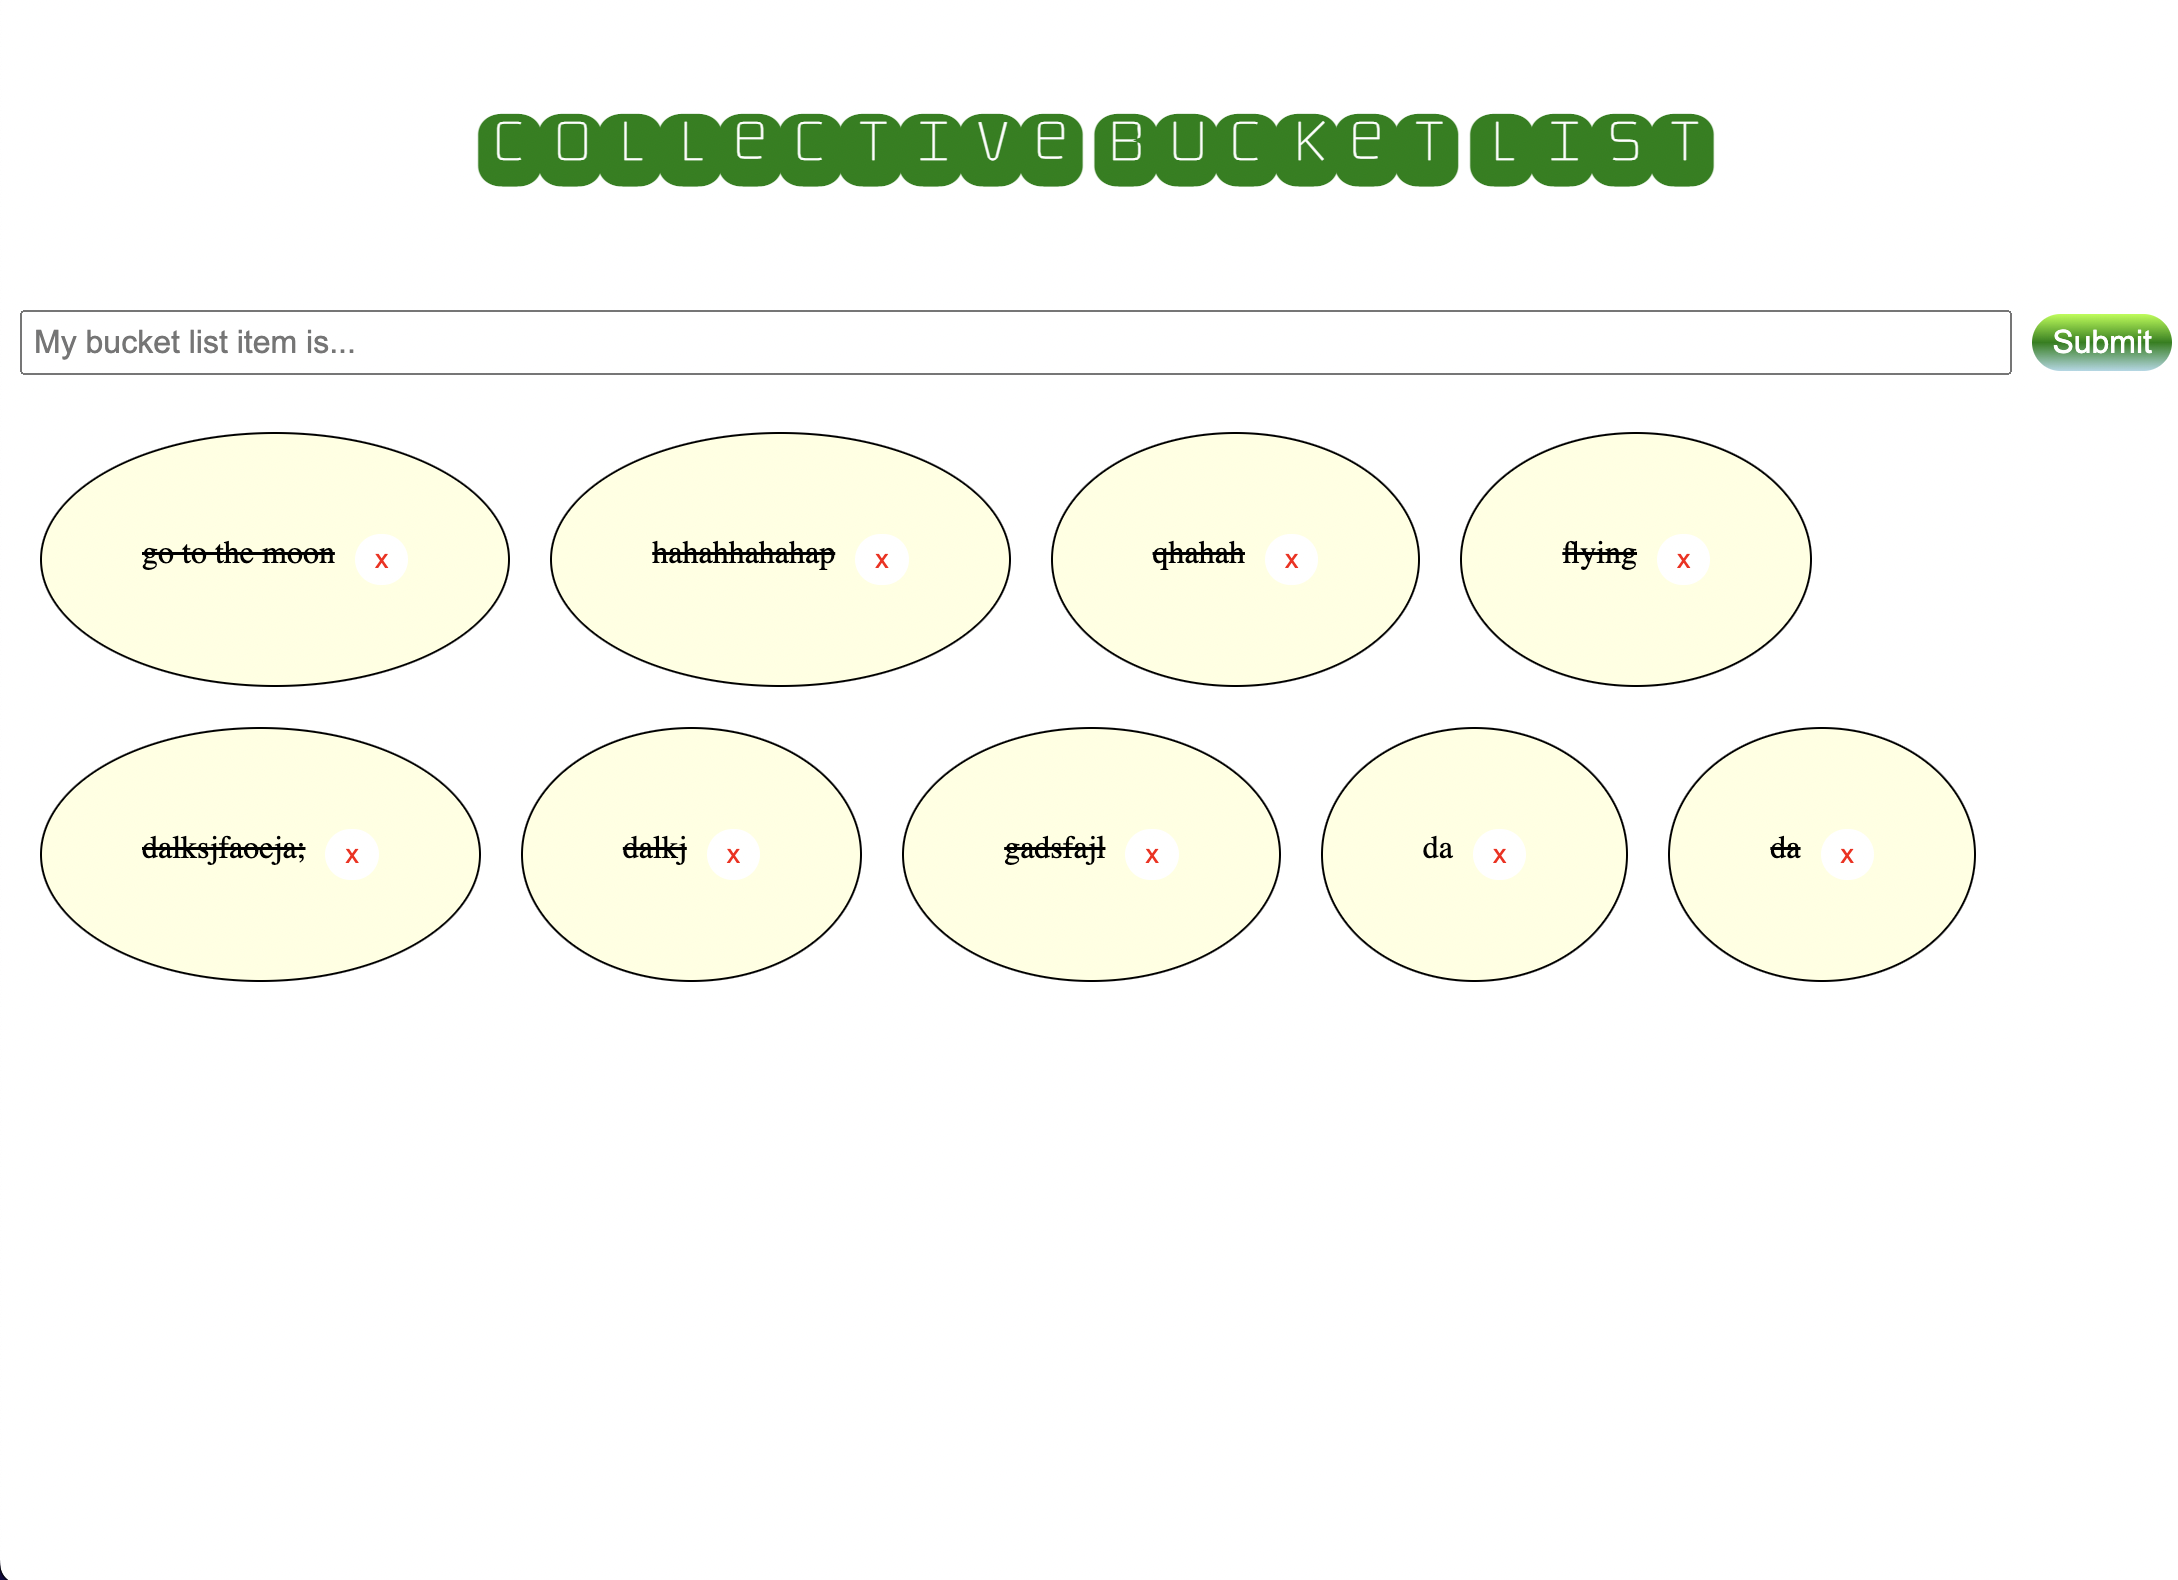 COLLeCTIVe BUCKeT LIST
My bucket list item is...
Submit
go to the moon x
hahahhahahap x
qhahah x
flying x
dalksjfaoeja; x
dalkj x
gadsfajl x
da x
da x